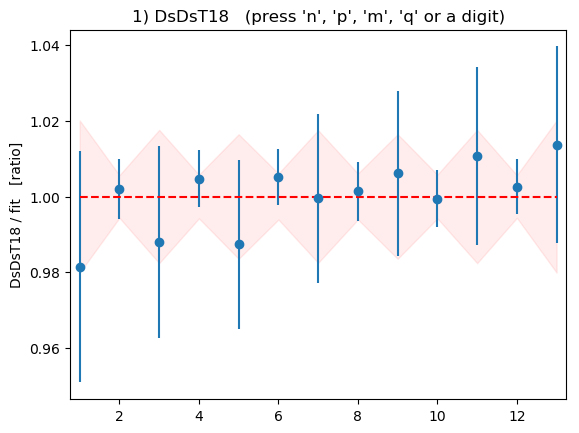 1) DsDsT18 (press 'n', 'p', 'm', 'q' or a digit)
DsDsT18 / fit [ratio]
1.04
1.02
1.00
0.98
0.96
2 4 6 8 10 12